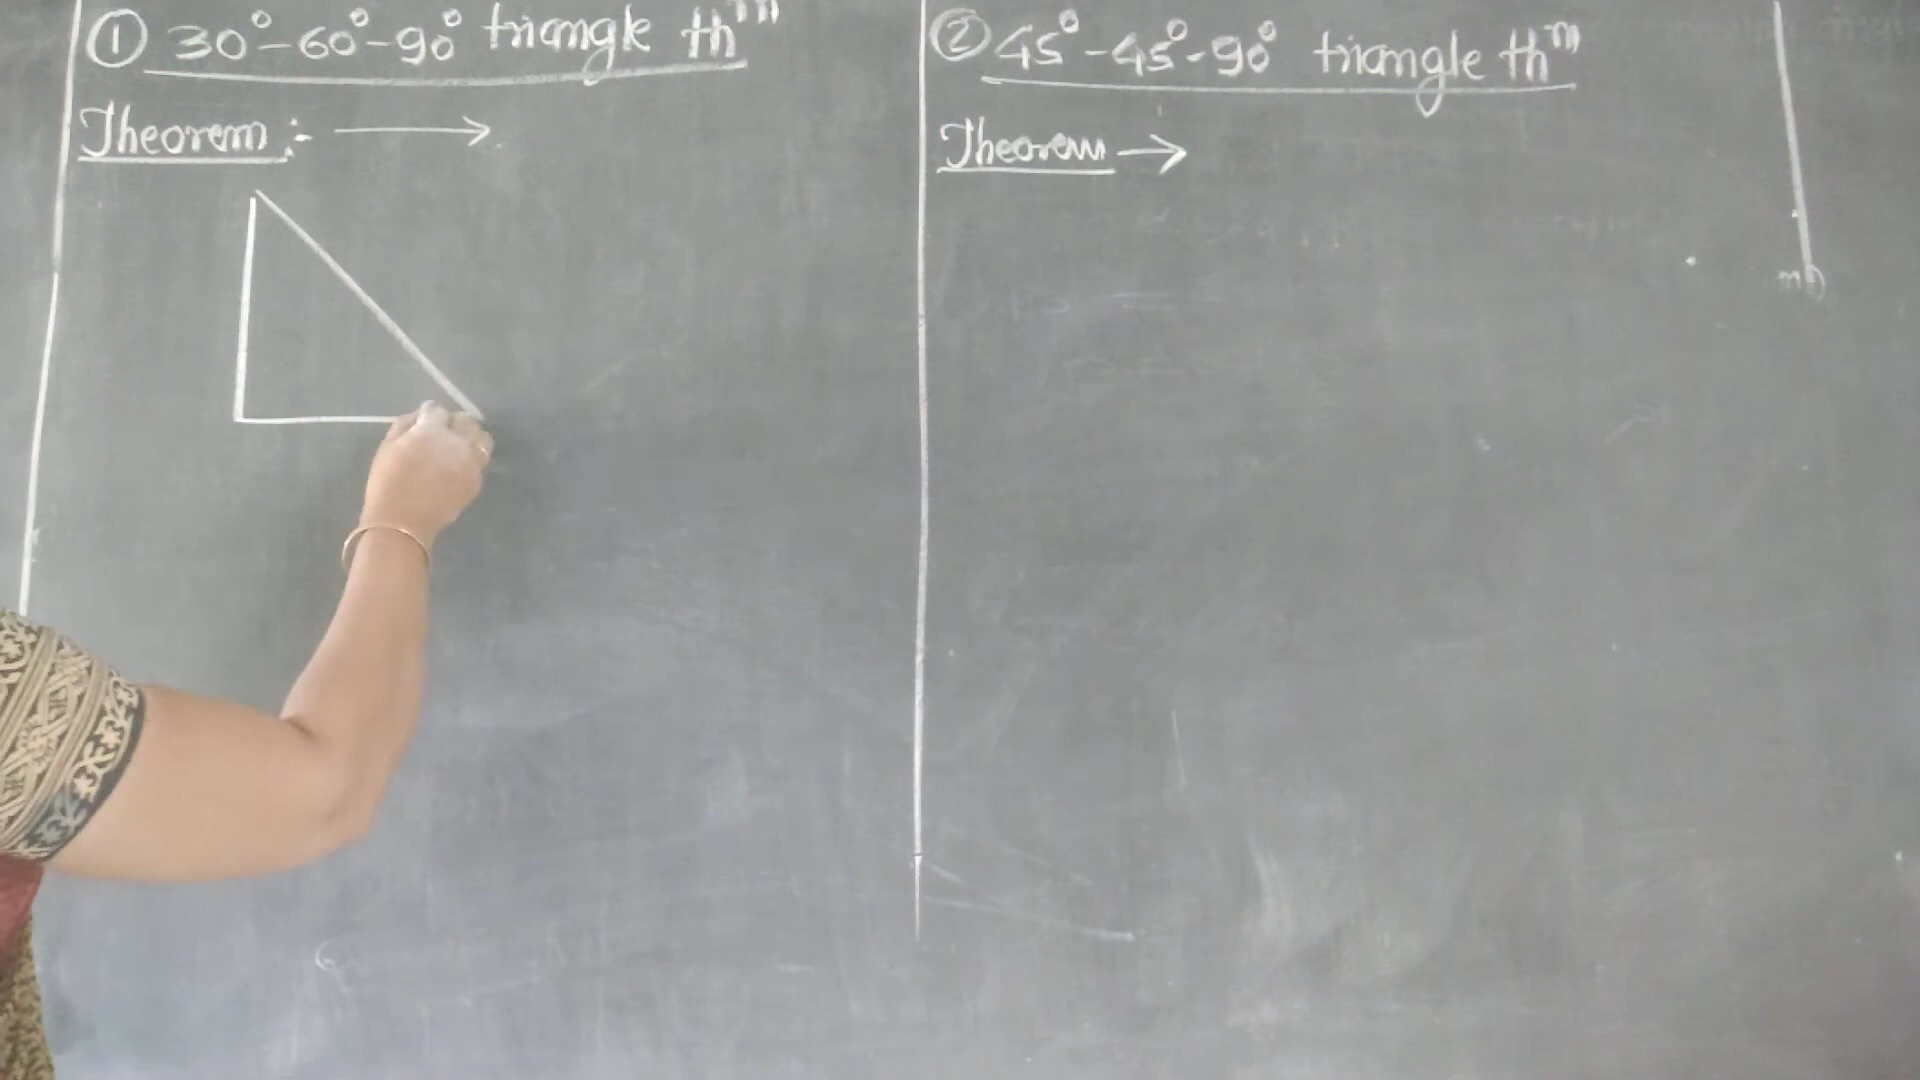 ① 30°-60°-90° triangle thᵐ
Theorem :- →
② 45°-45°-90° triangle thᵐ
Theorem →